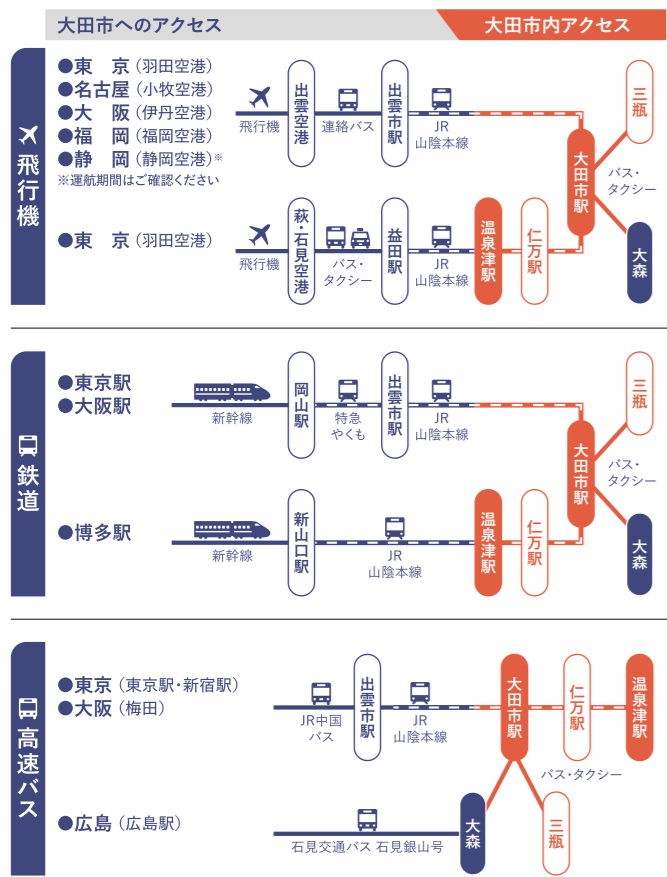 大田市へのアクセス
大田市内アクセス
飛行機
●東 京（羽田空港）
●名古屋（小牧空港）
●大 阪（伊丹空港）
●福 岡（福岡空港）
●静 岡（静岡空港）※
※運航期間はご確認ください
飛行機
出雲空港
連絡バス
出雲市駅
JR
山陰本線
大田市駅
三瓶
バス・
タクシー
大森
●東 京（羽田空港）
飛行機
萩・石見空港
バス・
タクシー
益田駅
JR
山陰本線
温泉津駅
仁万駅
鉄道
●東京駅
●大阪駅
新幹線
岡山駅
特急
やくも
出雲市駅
JR
山陰本線
大田市駅
三瓶
バス・
タクシー
大森
●博多駅
新幹線
新山口駅
JR
山陰本線
温泉津駅
仁万駅
高速バス
●東京（東京駅・新宿駅）
●大阪（梅田）
JR中国
バス
出雲市駅
JR
山陰本線
大田市駅
仁万駅
温泉津駅
バス・タクシー
●広島（広島駅）
石見交通バス 石見銀山号
大森
三瓶